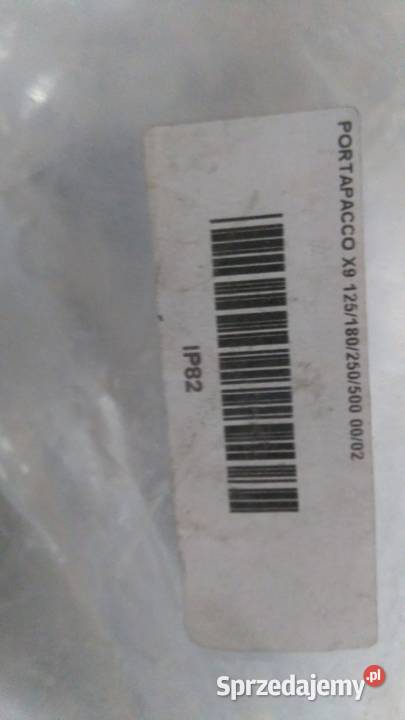 PORTAPACCO X9 125/180/250/500 00/02
IP82
Sprzedajemy.pl